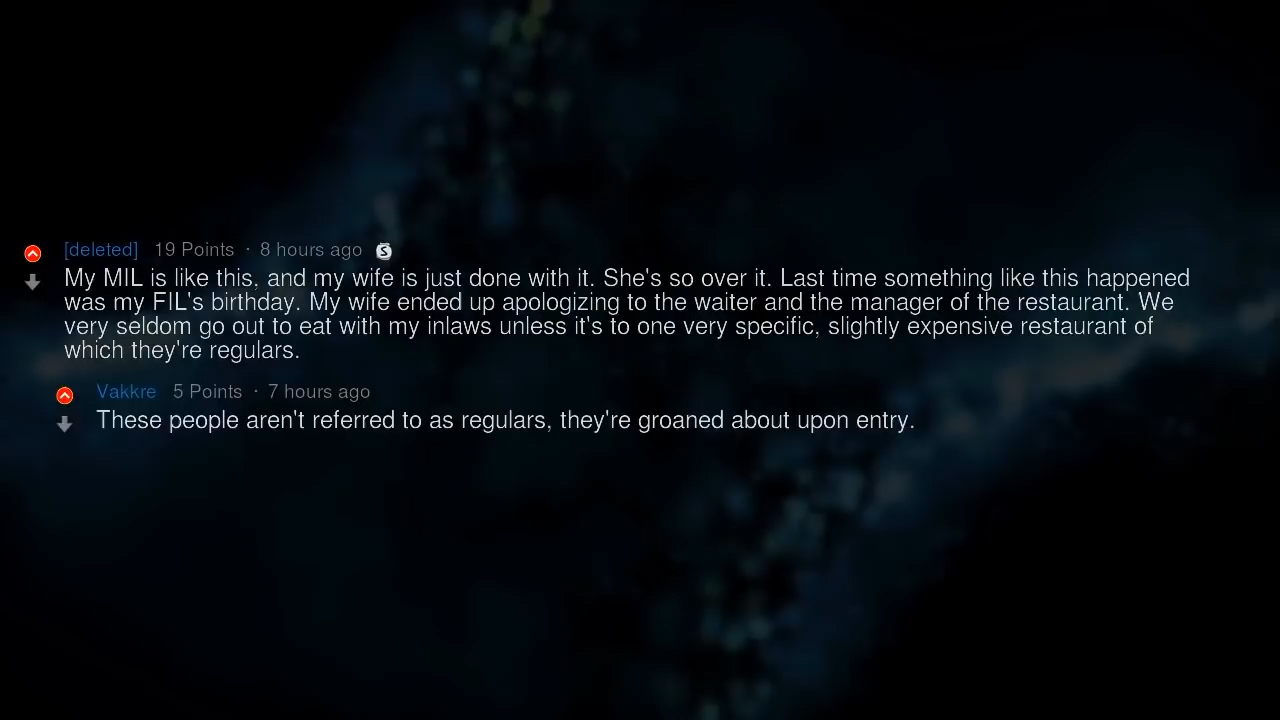 [deleted] 19 Points · 8 hours ago S
My MIL is like this, and my wife is just done with it. She's so over it. Last time something like this happened
was my FIL's birthday. My wife ended up apologizing to the waiter and the manager of the restaurant. We
very seldom go out to eat with my inlaws unless it's to one very specific, slightly expensive restaurant of
which they're regulars.
Vakkre 5 Points · 7 hours ago
These people aren't referred to as regulars, they're groaned about upon entry.